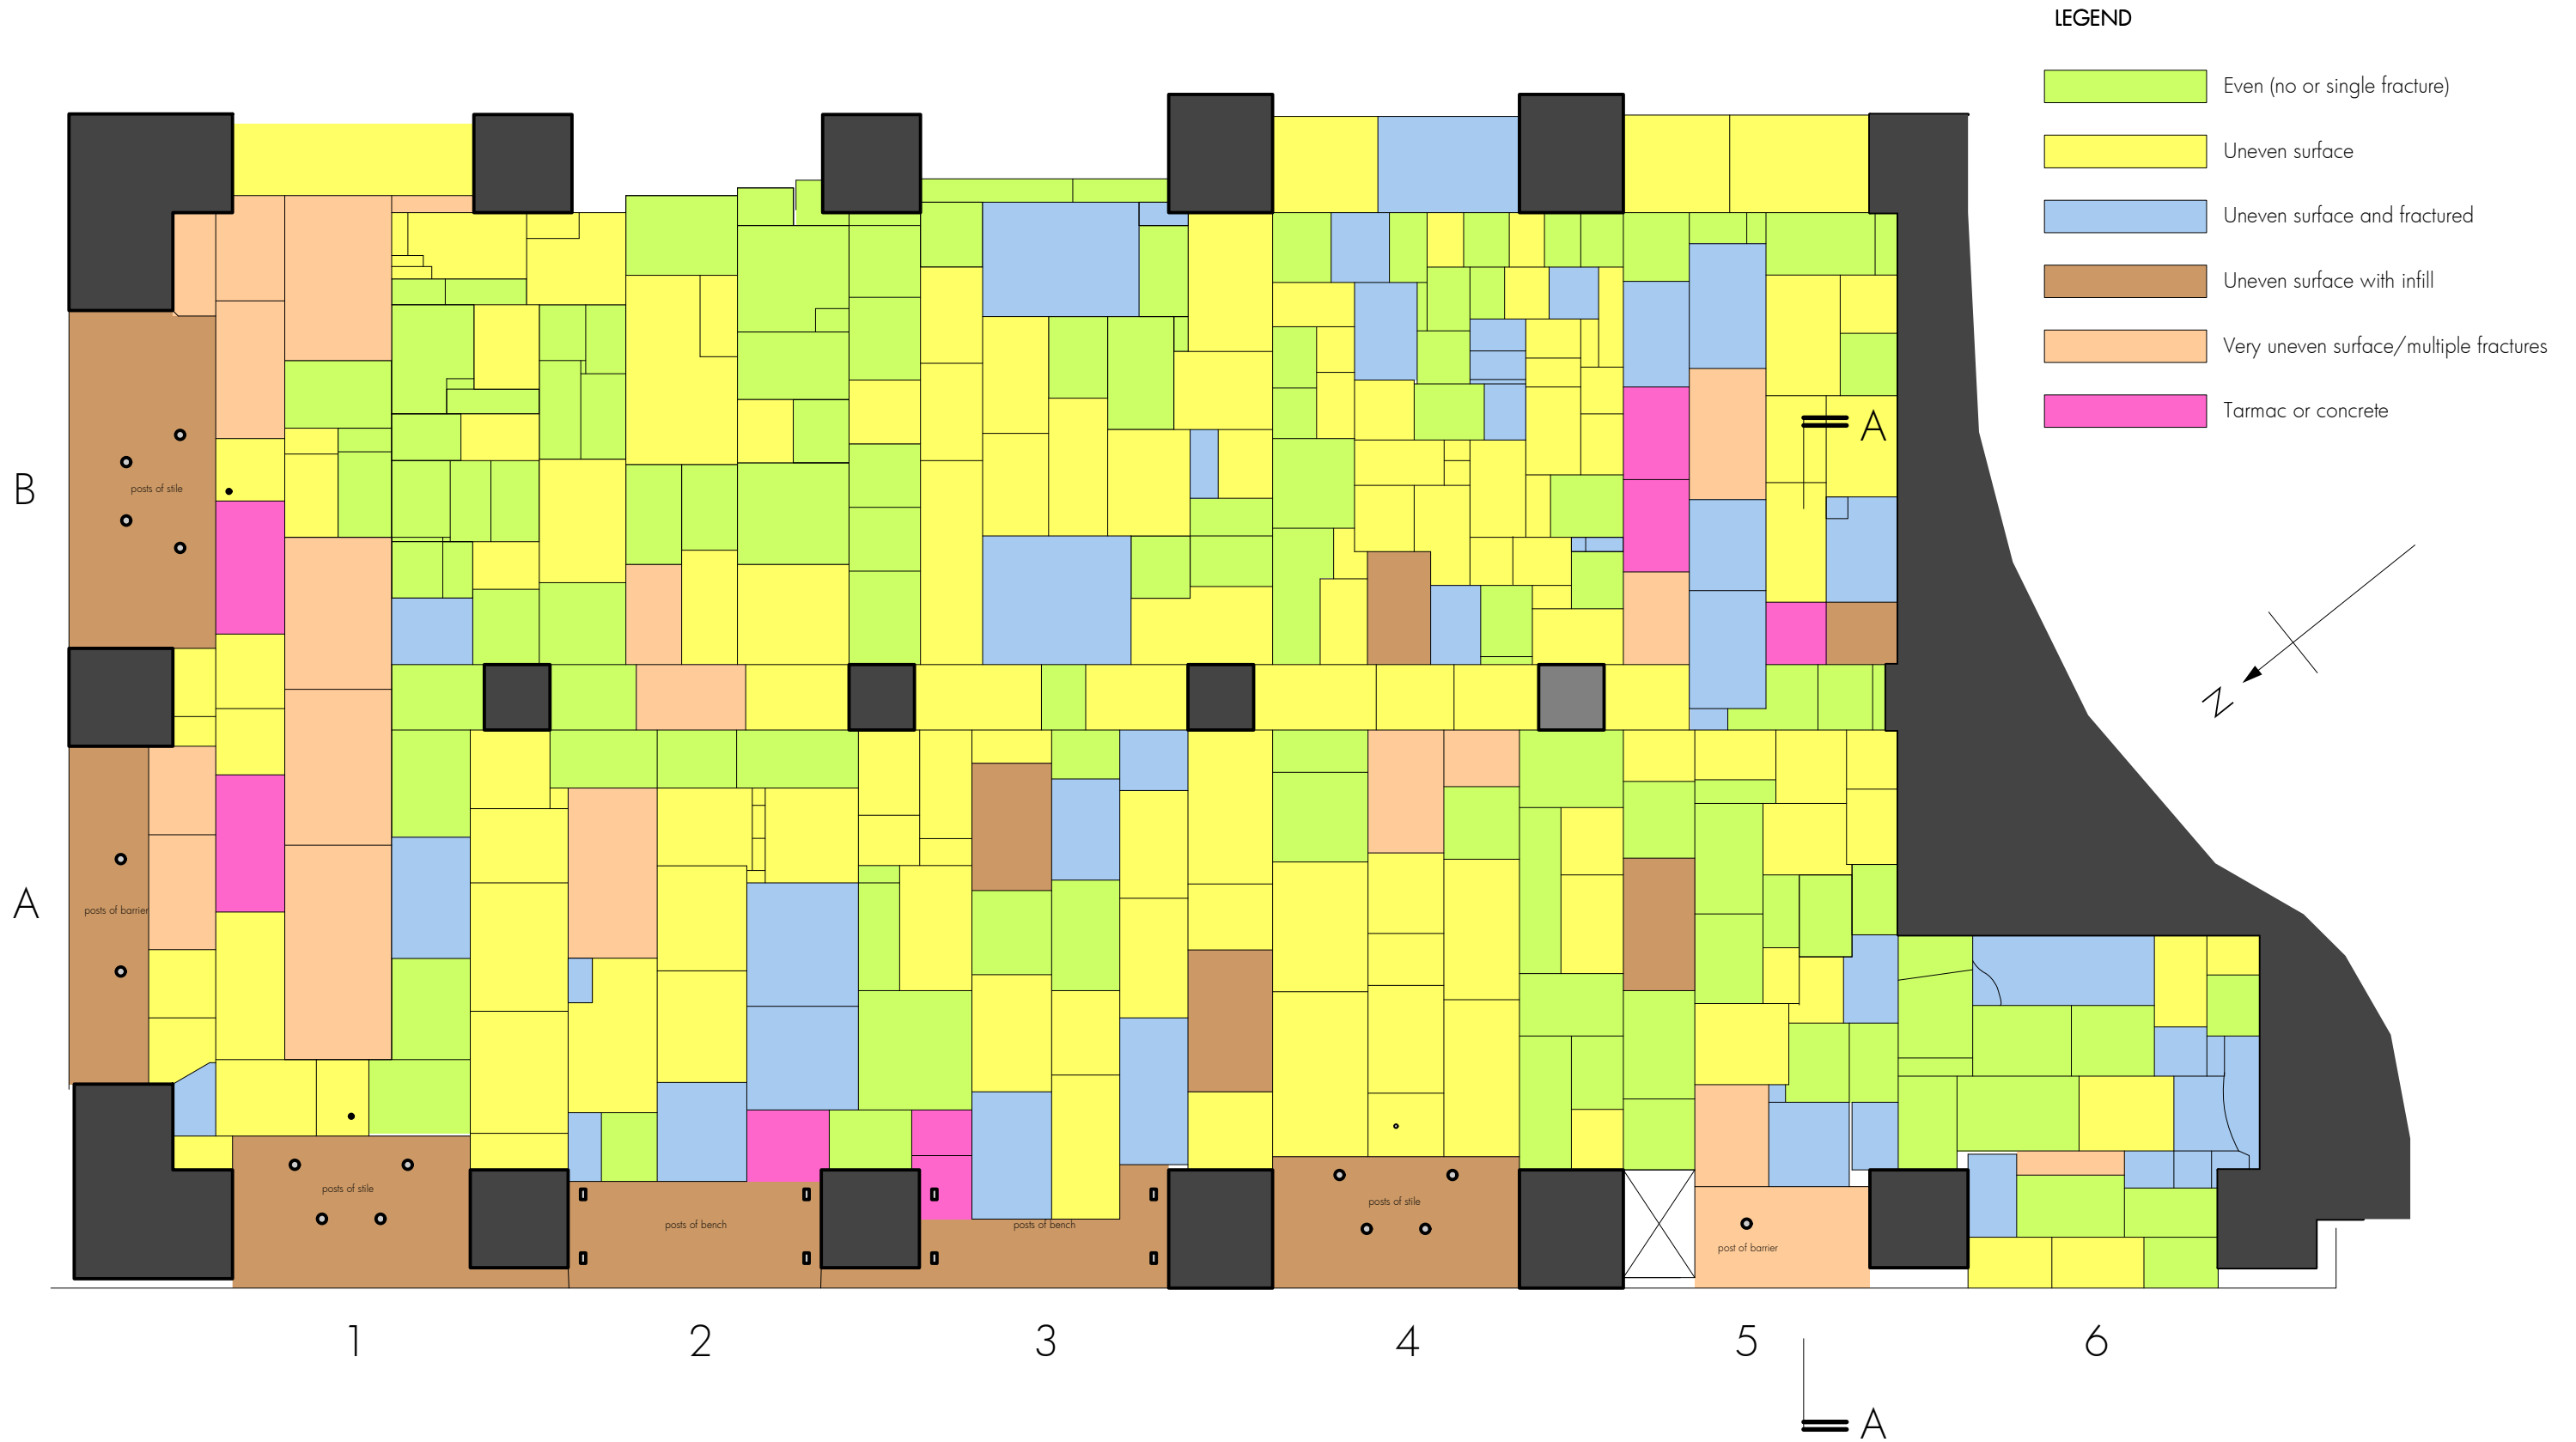 LEGEND
Even (no or single fracture)
Uneven surface
Uneven surface and fractured
Uneven surface with infill
Very uneven surface/multiple fractures
Tarmac or concrete
A
B
posts of stile
N
A
posts of barrier
posts of stile
posts of bench
posts of bench
posts of stile
post of barrier
1
2
3
4
5
6
A